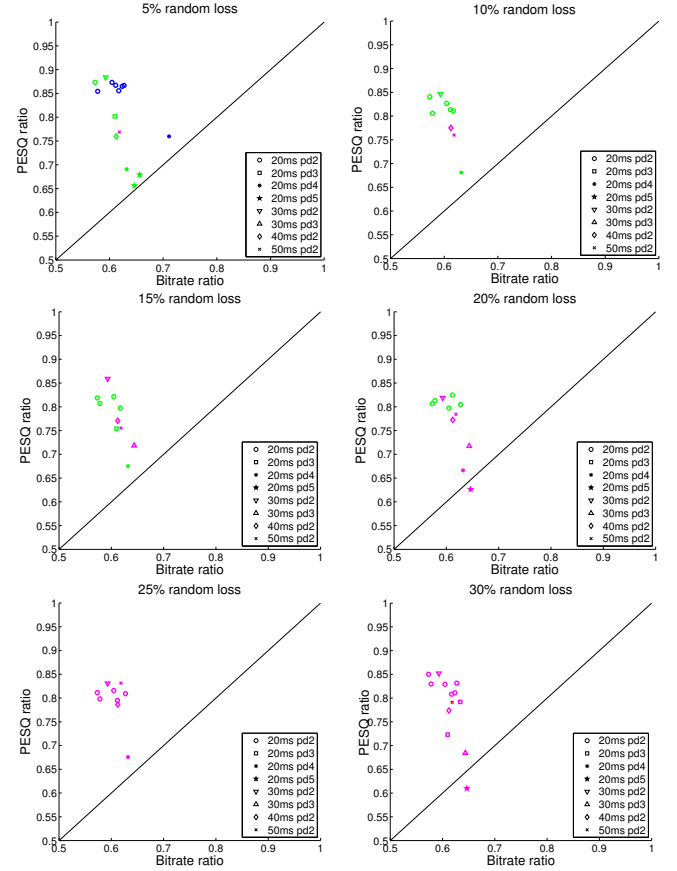 5% random loss
1
0.95
0.9
0.85
0.8
0.75
0.7
0.65
0.6
0.55
0.5
PESQ ratio
20ms pd2
20ms pd3
20ms pd4
20ms pd5
30ms pd2
30ms pd3
40ms pd2
50ms pd2
0.5 0.6 0.7 0.8 0.9 1
Bitrate ratio
10% random loss
1
0.95
0.9
0.85
0.8
0.75
0.7
0.65
0.6
0.55
0.5
PESQ ratio
20ms pd2
20ms pd3
20ms pd4
20ms pd5
30ms pd2
30ms pd3
40ms pd2
50ms pd2
0.5 0.6 0.7 0.8 0.9 1
Bitrate ratio
15% random loss
1
0.95
0.9
0.85
0.8
0.75
0.7
0.65
0.6
0.55
0.5
PESQ ratio
20ms pd2
20ms pd3
20ms pd4
20ms pd5
30ms pd2
30ms pd3
40ms pd2
50ms pd2
0.5 0.6 0.7 0.8 0.9 1
Bitrate ratio
20% random loss
1
0.95
0.9
0.85
0.8
0.75
0.7
0.65
0.6
0.55
0.5
PESQ ratio
20ms pd2
20ms pd3
20ms pd4
20ms pd5
30ms pd2
30ms pd3
40ms pd2
50ms pd2
0.5 0.6 0.7 0.8 0.9 1
Bitrate ratio
25% random loss
1
0.95
0.9
0.85
0.8
0.75
0.7
0.65
0.6
0.55
0.5
PESQ ratio
20ms pd2
20ms pd3
20ms pd4
20ms pd5
30ms pd2
30ms pd3
40ms pd2
50ms pd2
0.5 0.6 0.7 0.8 0.9 1
Bitrate ratio
30% random loss
1
0.95
0.9
0.85
0.8
0.75
0.7
0.65
0.6
0.55
0.5
PESQ ratio
20ms pd2
20ms pd3
20ms pd4
20ms pd5
30ms pd2
30ms pd3
40ms pd2
50ms pd2
0.5 0.6 0.7 0.8 0.9 1
Bitrate ratio